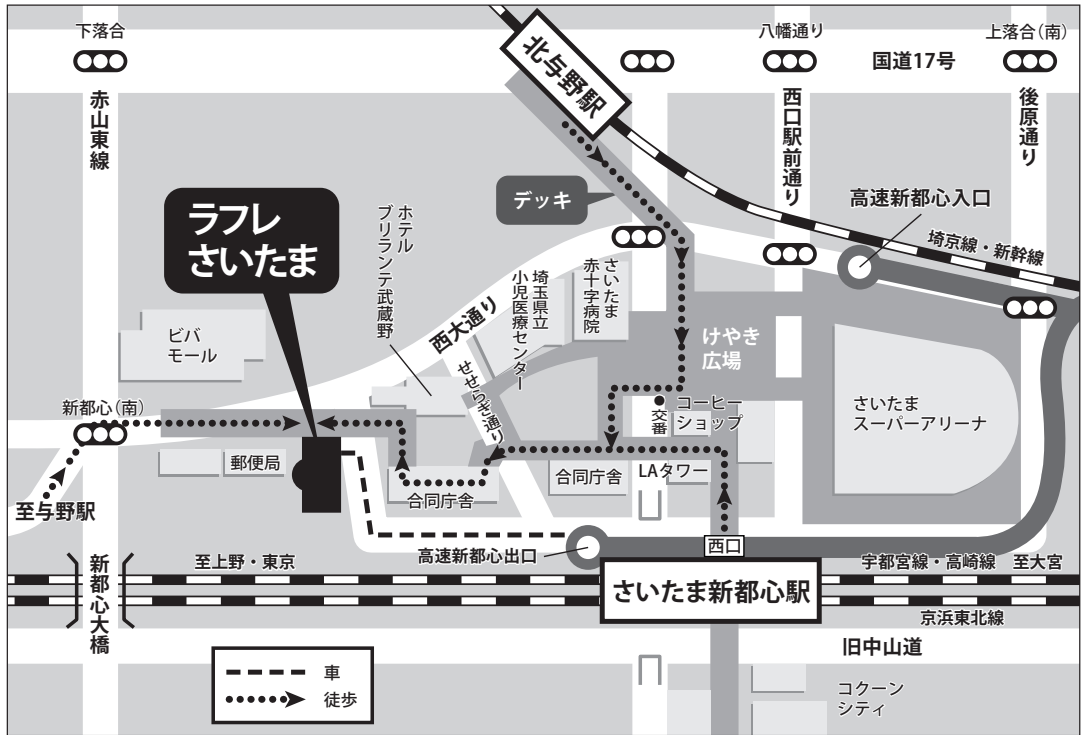 下落合
八幡通り
上落合（南）
国道17号
北与野駅
赤山東線
西口駅前通り
後原通り
デッキ
高速新都心入口
埼京線・新幹線
ラフレ
さいたま
ホテル
ブリランテ武蔵野
西大通り
埼玉県立
小児医療センター
さいたま
赤十字病院
けやき
広場
ビバ
モール
せせらぎ通り
さいたま
スーパーアリーナ
新都心（南）
交番
コーヒー
ショップ
郵便局
合同庁舎
合同庁舎
LAタワー
至与野駅
高速新都心出口
西口
至上野・東京
宇都宮線・高崎線
至大宮
新都心大橋
さいたま新都心駅
京浜東北線
旧中山道
車
徒歩
コクーン
シティ